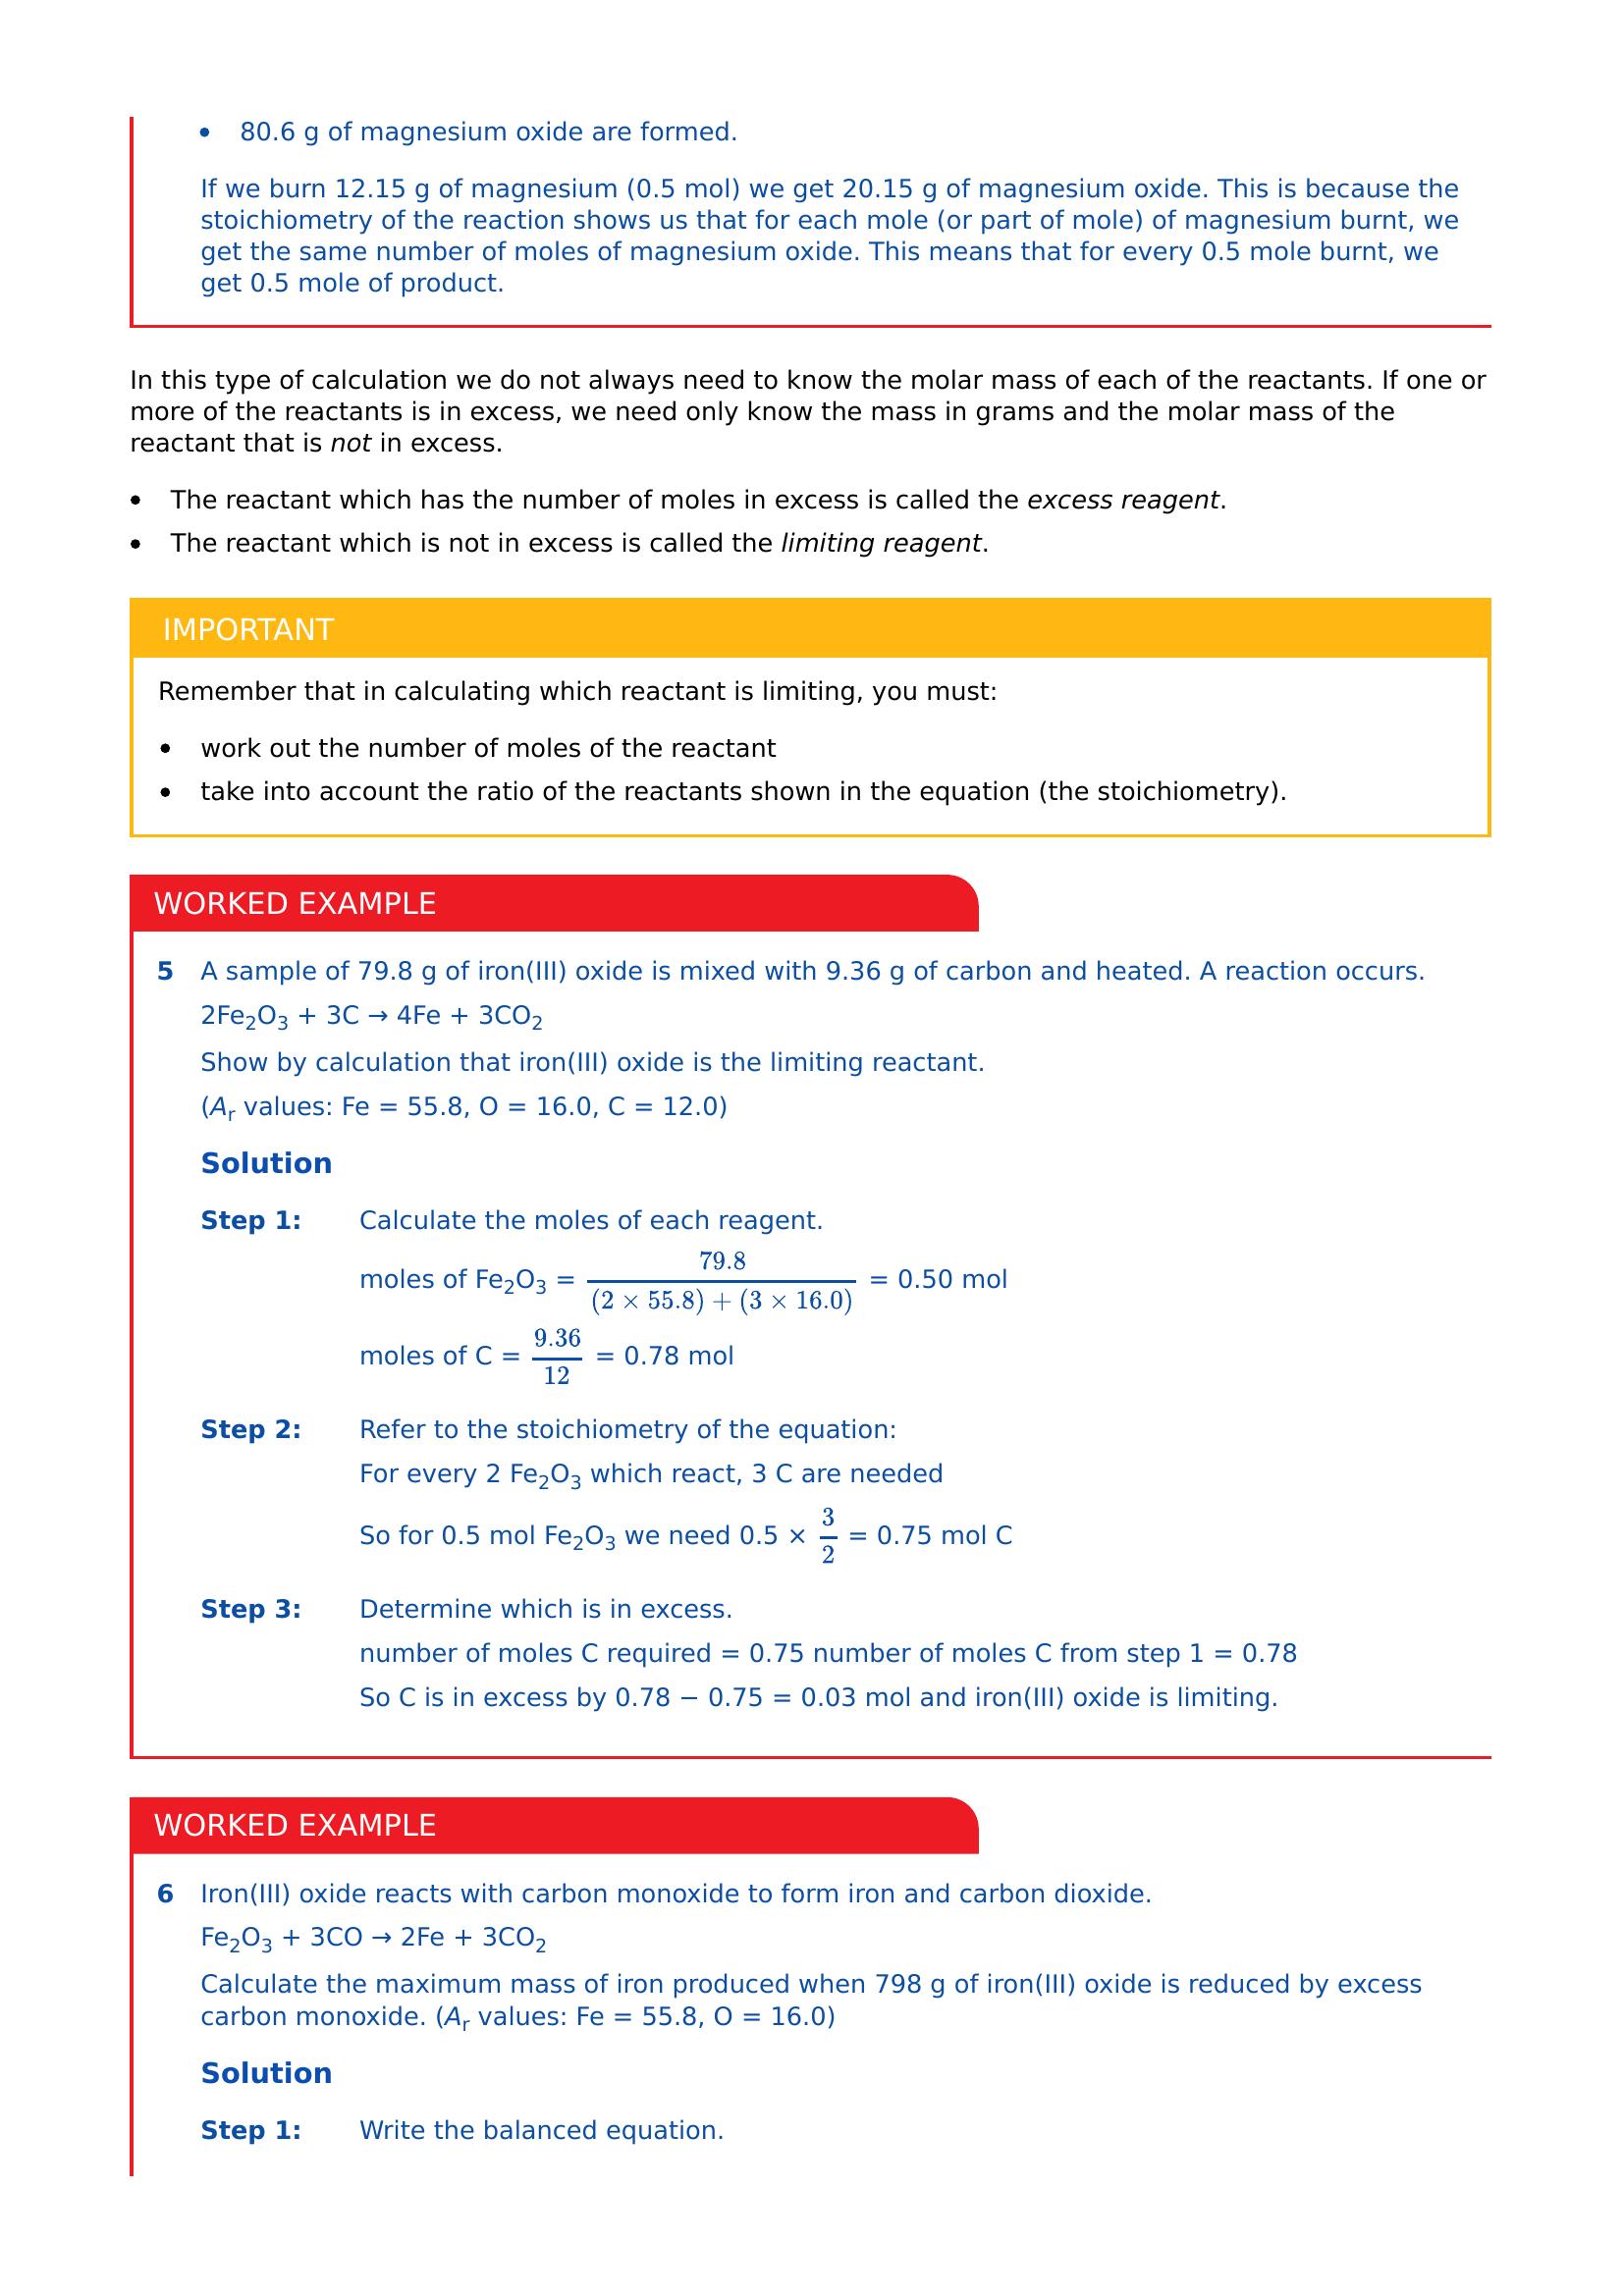 • 80.6 g of magnesium oxide are formed.
If we burn 12.15 g of magnesium (0.5 mol) we get 20.15 g of magnesium oxide. This is because the
stoichiometry of the reaction shows us that for each mole (or part of mole) of magnesium burnt, we
get the same number of moles of magnesium oxide. This means that for every 0.5 mole burnt, we
get 0.5 mole of product.
In this type of calculation we do not always need to know the molar mass of each of the reactants. If one or
more of the reactants is in excess, we need only know the mass in grams and the molar mass of the
reactant that is not in excess.
• The reactant which has the number of moles in excess is called the excess reagent.
• The reactant which is not in excess is called the limiting reagent.
IMPORTANT
Remember that in calculating which reactant is limiting, you must:
• work out the number of moles of the reactant
• take into account the ratio of the reactants shown in the equation (the stoichiometry).
WORKED EXAMPLE
5 A sample of 79.8 g of iron(III) oxide is mixed with 9.36 g of carbon and heated. A reaction occurs.
2Fe₂O₃ + 3C → 4Fe + 3CO₂
Show by calculation that iron(III) oxide is the limiting reactant.
(Aᵣ values: Fe = 55.8, O = 16.0, C = 12.0)
Solution
Step 1: Calculate the moles of each reagent.
moles of Fe₂O₃ = 79.8 / ((2 × 55.8) + (3 × 16.0)) = 0.50 mol
moles of C = 9.36 / 12 = 0.78 mol
Step 2: Refer to the stoichiometry of the equation:
For every 2 Fe₂O₃ which react, 3 C are needed
So for 0.5 mol Fe₂O₃ we need 0.5 × 3/2 = 0.75 mol C
Step 3: Determine which is in excess.
number of moles C required = 0.75 number of moles C from step 1 = 0.78
So C is in excess by 0.78 − 0.75 = 0.03 mol and iron(III) oxide is limiting.
WORKED EXAMPLE
6 Iron(III) oxide reacts with carbon monoxide to form iron and carbon dioxide.
Fe₂O₃ + 3CO → 2Fe + 3CO₂
Calculate the maximum mass of iron produced when 798 g of iron(III) oxide is reduced by excess
carbon monoxide. (Aᵣ values: Fe = 55.8, O = 16.0)
Solution
Step 1: Write the balanced equation.